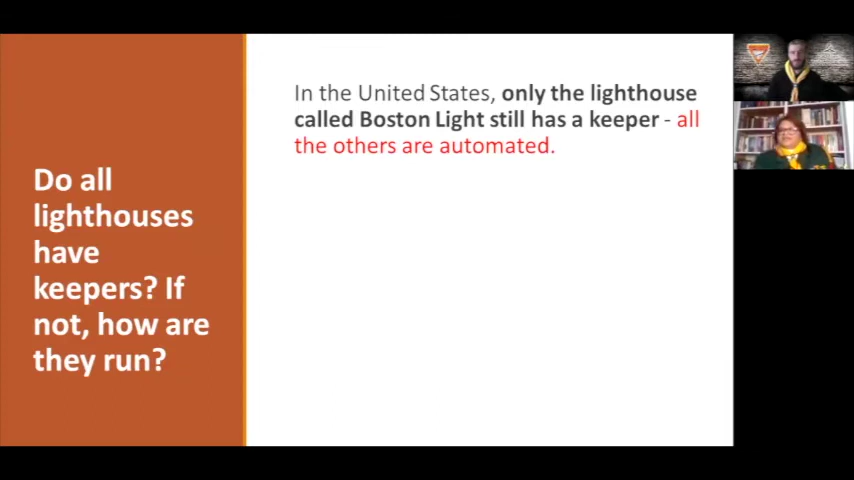 Do all
lighthouses
have
keepers? If
not, how are
they run?
In the United States, only the lighthouse
called Boston Light still has a keeper - all
the others are automated.